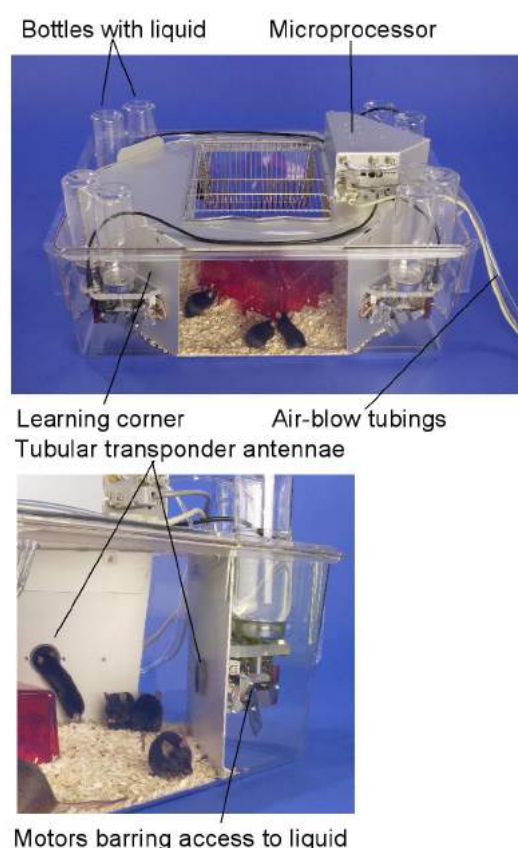 Bottles with liquid
Microprocessor
Learning corner
Air-blow tubings
Tubular transponder antennae
Motors barring access to liquid